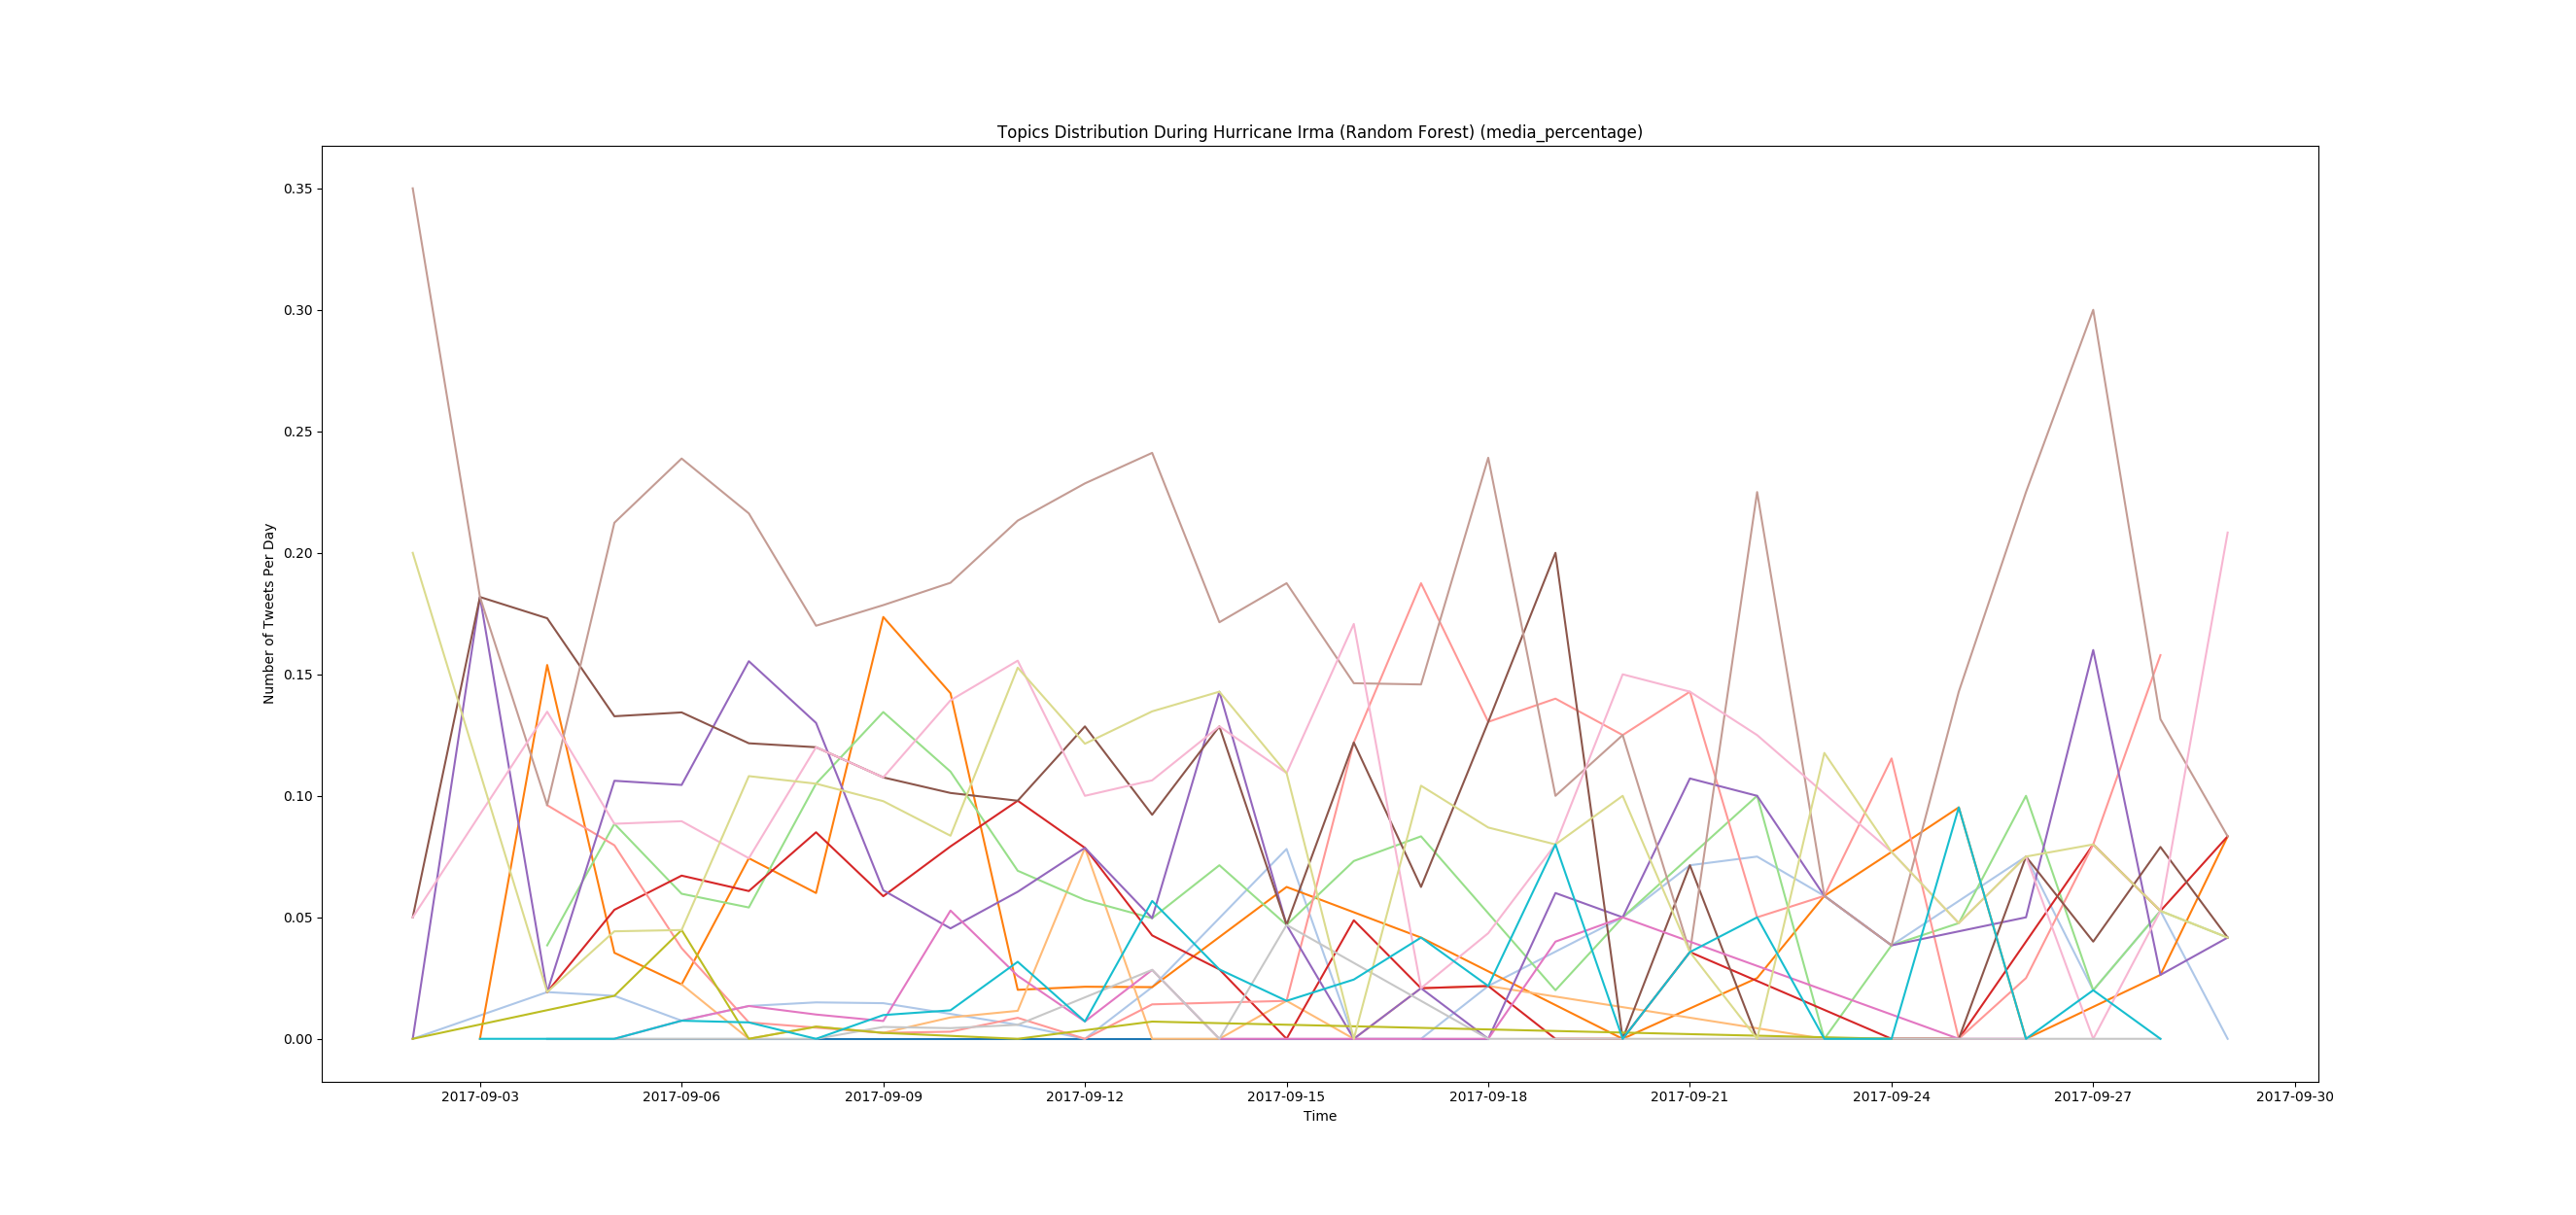 Topics Distribution During Hurricane Irma (Random Forest) (media_percentage)
Number of Tweets Per Day
0.35
0.30
0.25
0.20
0.15
0.10
0.05
0.00
2017-09-03 2017-09-06 2017-09-09 2017-09-12 2017-09-15 2017-09-18 2017-09-21 2017-09-24 2017-09-27 2017-09-30
Time